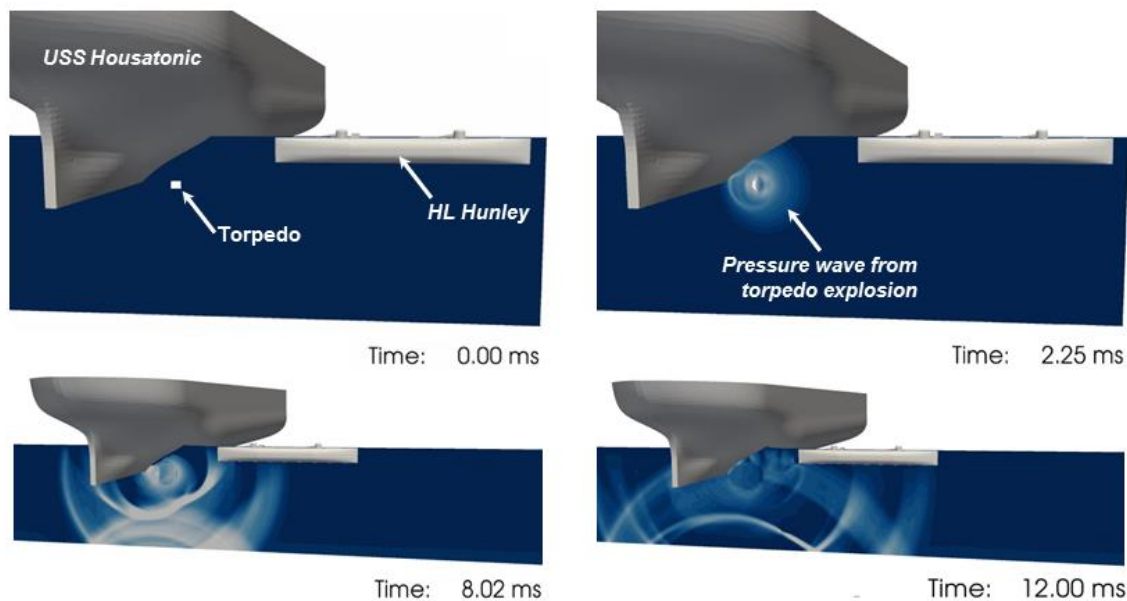 USS Housatonic
HL Hunley
Torpedo
Time: 0.00 ms
Pressure wave from
torpedo explosion
Time: 2.25 ms
Time: 8.02 ms
Time: 12.00 ms